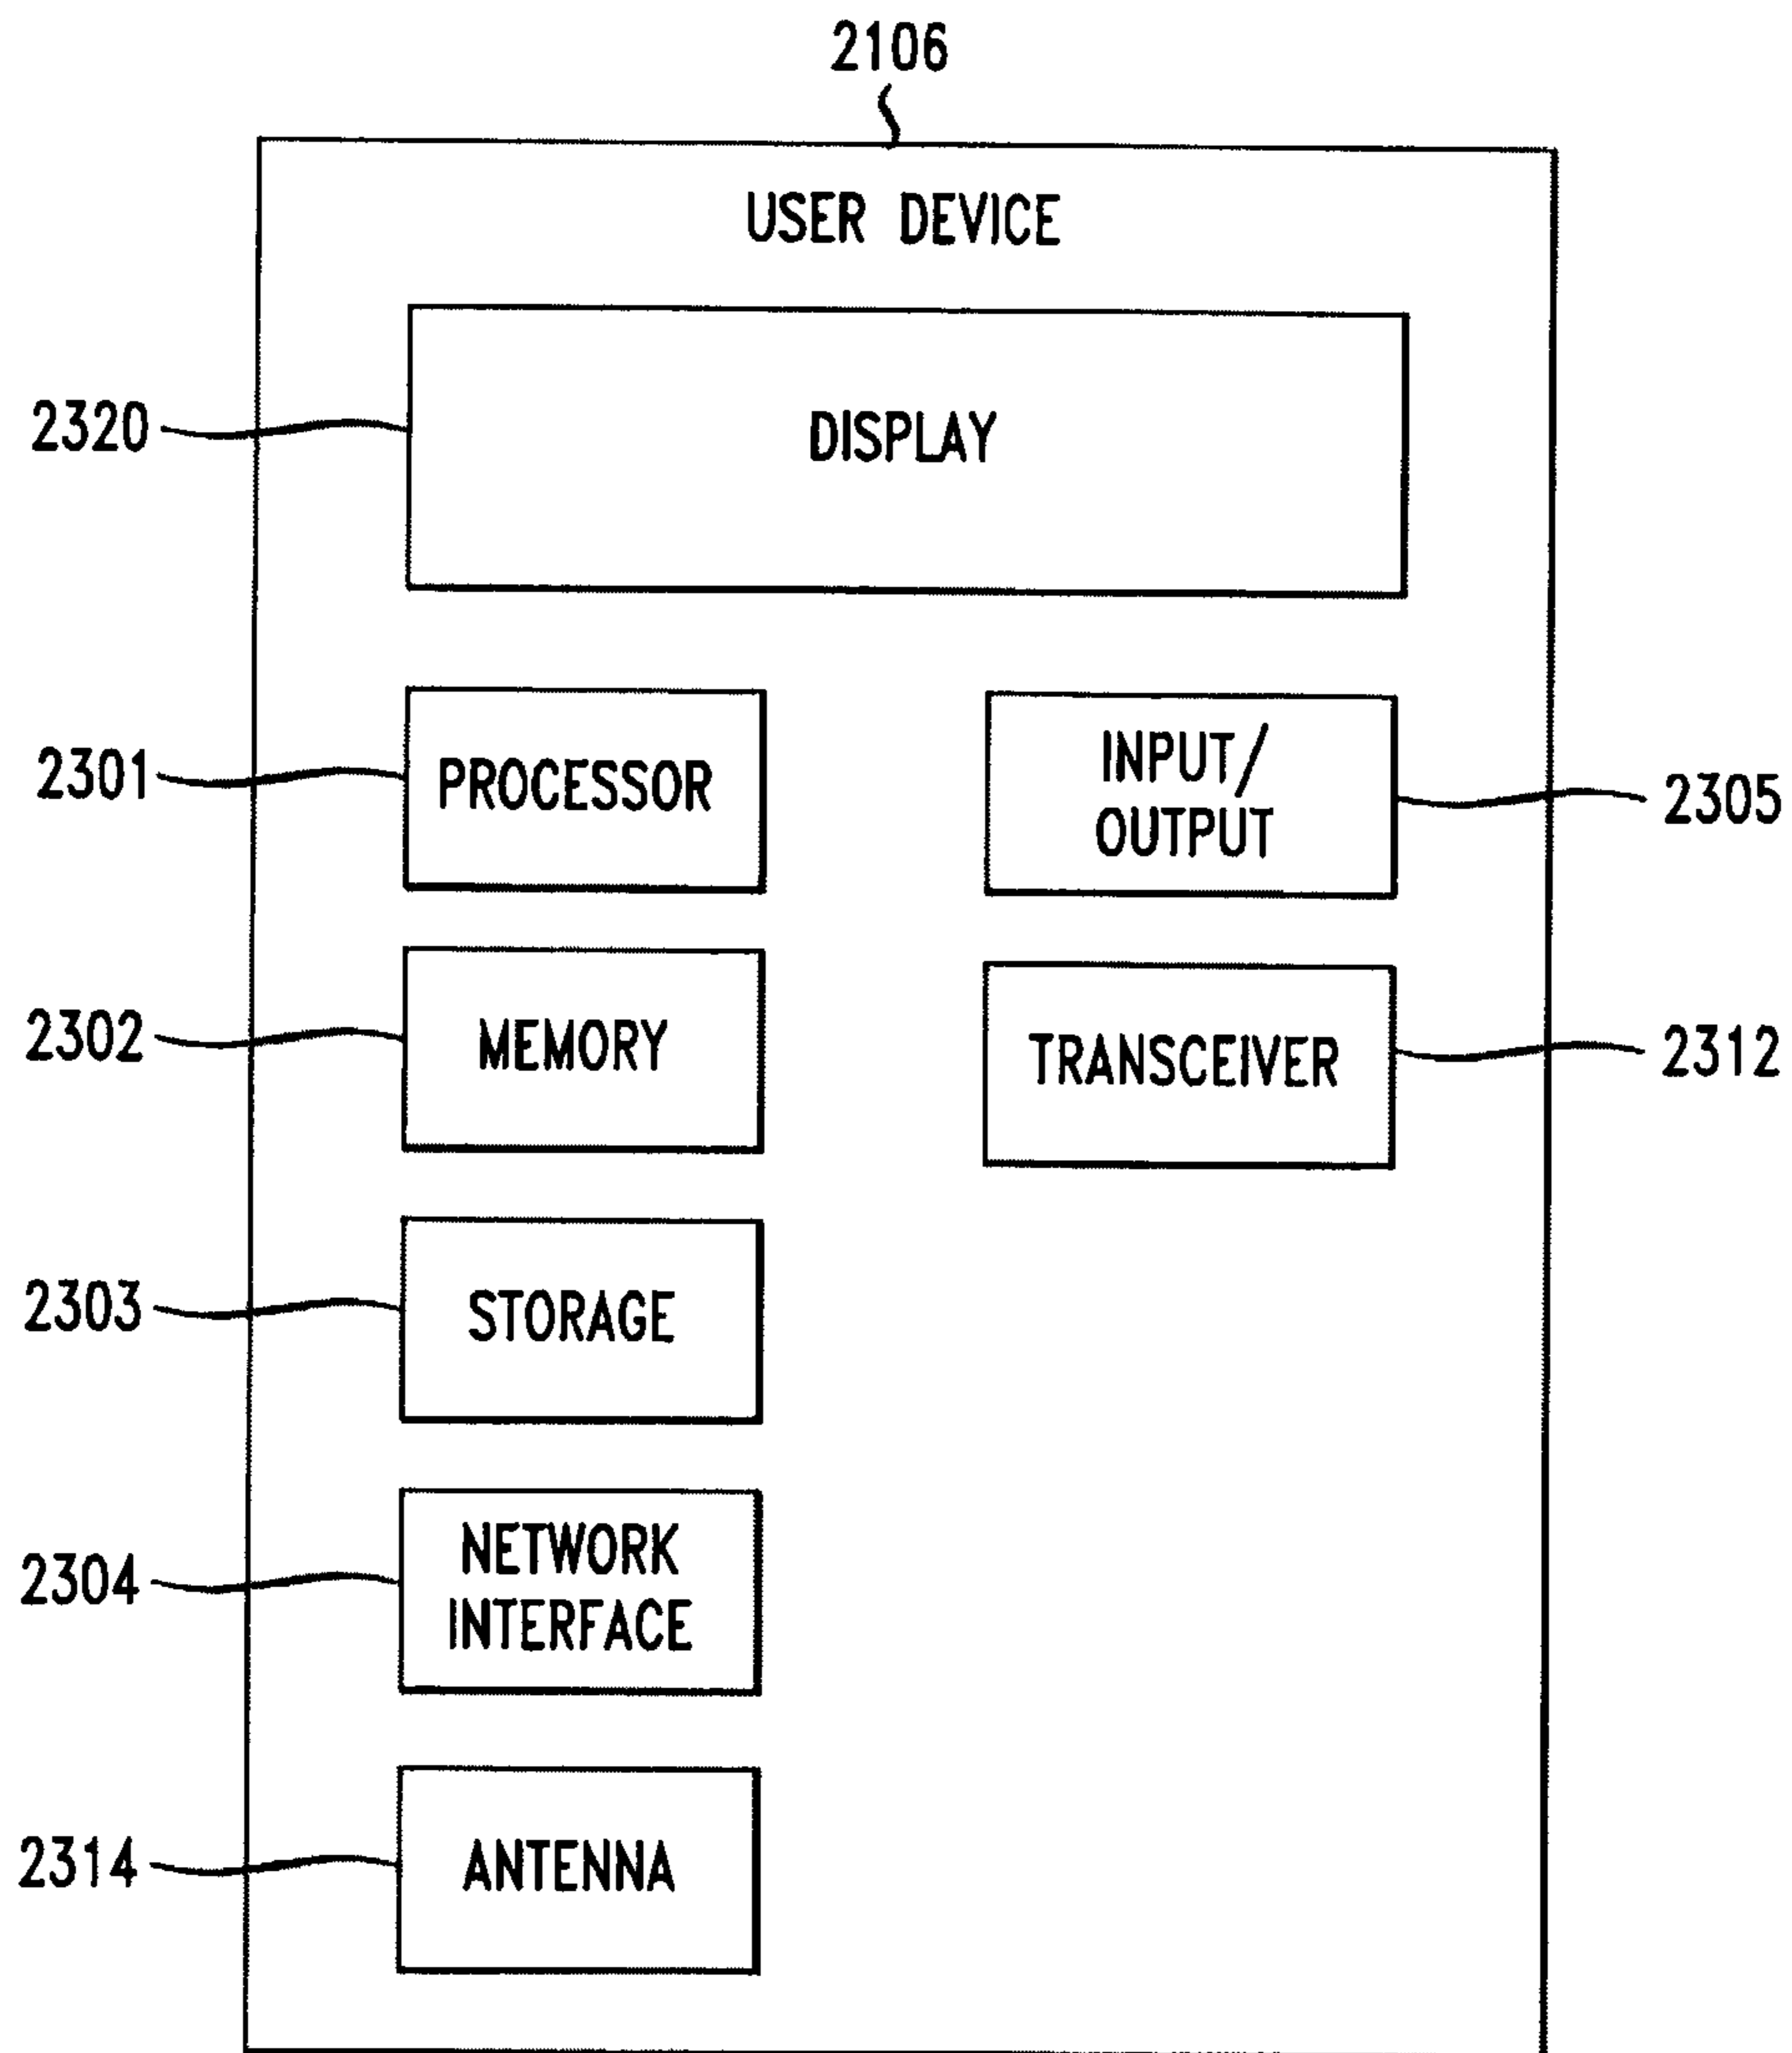 2106
USER DEVICE
2320
DISPLAY
2301
PROCESSOR
INPUT/
OUTPUT
2305
2302
MEMORY
TRANSCEIVER
2312
2303
STORAGE
2304
NETWORK
INTERFACE
2314
ANTENNA